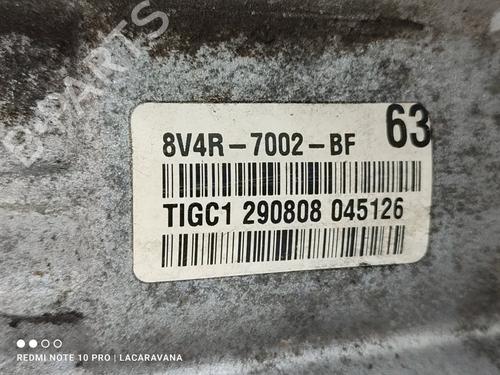 8V4R-7002-BF 63
TIGC1 290808 045126
B-PARTS
REDMI NOTE 10 PRO | LACARAVANA